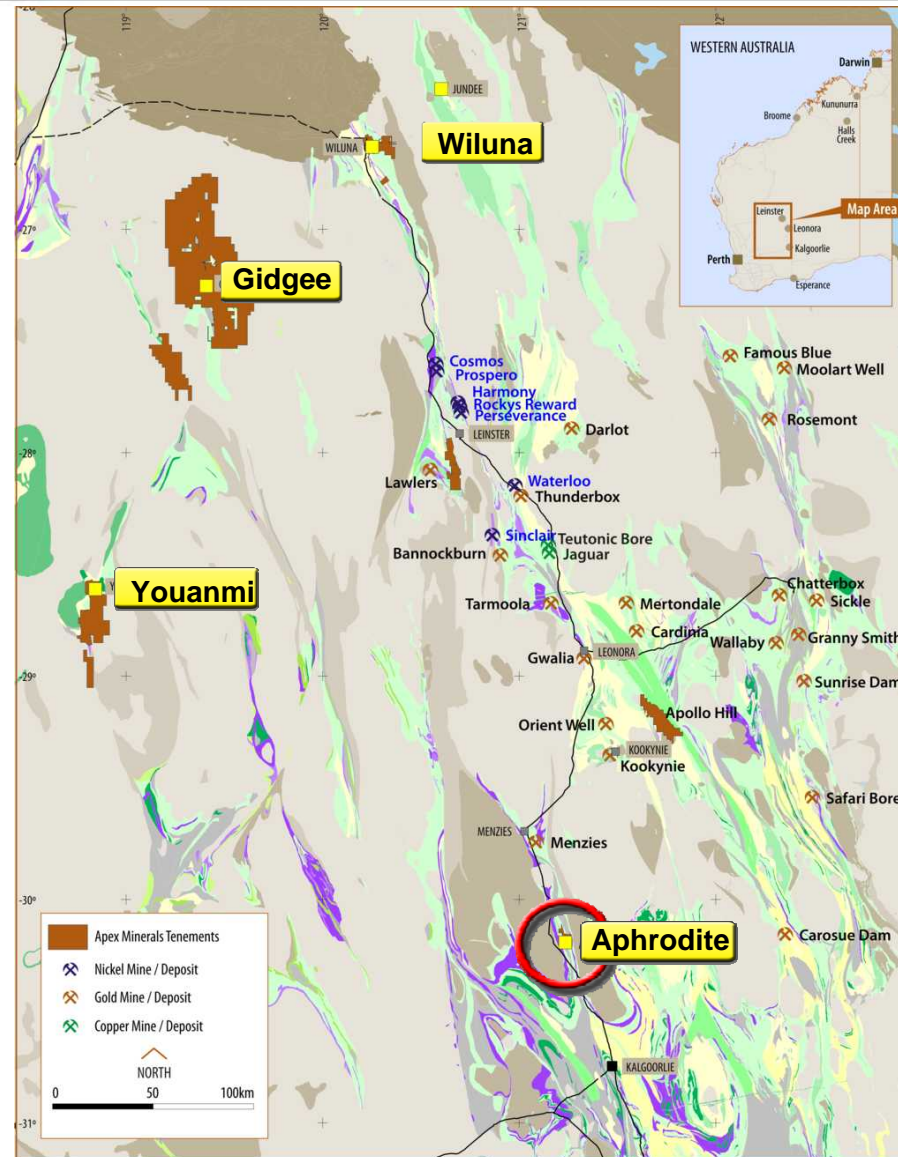 -26
119°
120°
121°
122°
WESTERN AUSTRALIA
Darwin
Kununurra
Broome
Halls
Creek
Leinster
Map Area
Leonora
Kalgoorlie
Perth
Esperance
JUNDEE
WILUNA
Wiluna
-27°
Gidgee
Cosmos
Prospero
Harmony
Rockys Reward
Perseverance
Famous Blue
Moolart Well
Rosemont
Darlot
LEINSTER
-28°
Lawlers
Waterloo
Thunderbox
Sinclair
Teutonic Bore
Bannockburn
Jaguar
Youanmi
Chatterbox
Sickle
Tarmoola
Mertondale
Cardinia
Wallaby
Granny Smith
Gwalia
LEONORA
-29°
Sunrise Dam
Apollo Hill
Orient Well
KOOKYNIE
Kookynie
Safari Bore
MENZIES
Menzies
-30°
Aphrodite
Carosue Dam
Apex Minerals Tenements
Nickel Mine / Deposit
Gold Mine / Deposit
Copper Mine / Deposit
NORTH
0 50 100km
KALGOORLIE
-31°